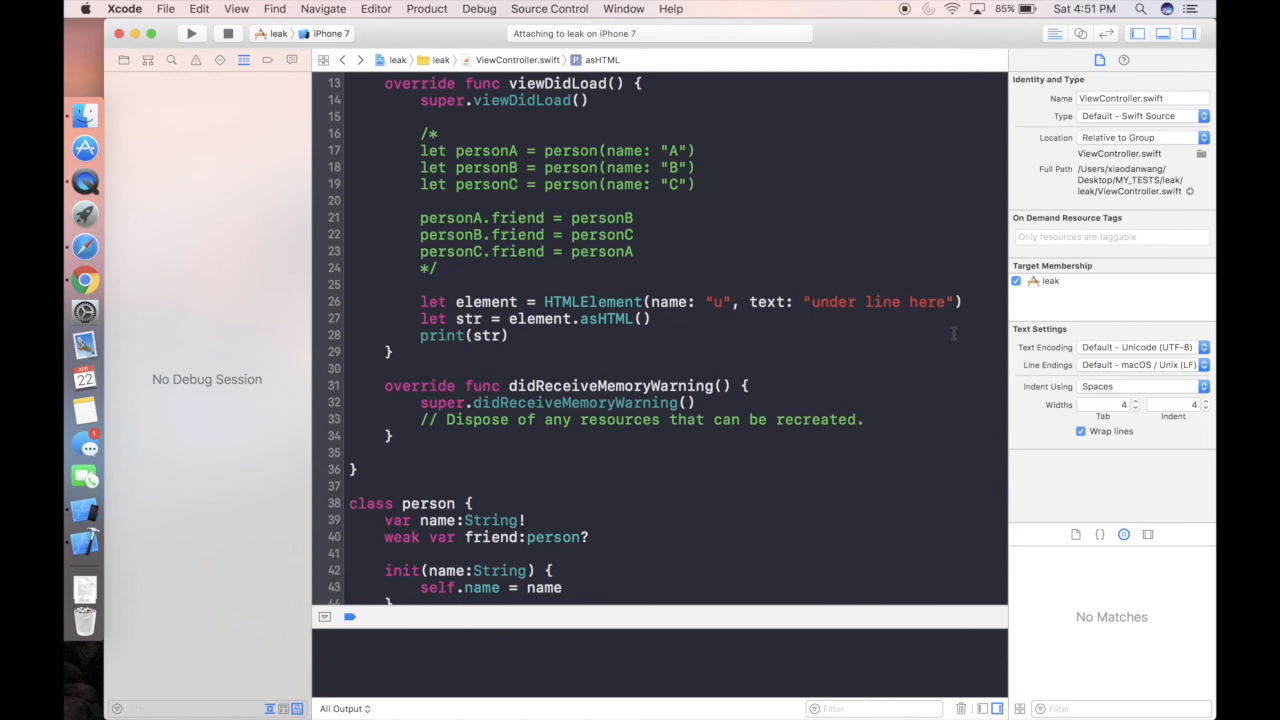 Xcode File Edit View Find Navigate Editor Product Debug Source Control Window Help 85% Sat 4:51 PM
leak iPhone 7
Attaching to leak on iPhone 7
leak leak ViewController.swift asHTML
13 override func viewDidLoad() {
14 super.viewDidLoad()
15
16 /*
17 let personA = person(name: "A")
18 let personB = person(name: "B")
19 let personC = person(name: "C")
20
21 personA.friend = personB
22 personB.friend = personC
23 personC.friend = personA
24 */
25
26 let element = HTMLElement(name: "u", text: "under line here")
27 let str = element.asHTML()
28 print(str)
29 }
30
31 override func didReceiveMemoryWarning() {
32 super.didReceiveMemoryWarning()
33 // Dispose of any resources that can be recreated.
34 }
35
36 }
37
38 class person {
39 var name:String!
40 weak var friend:person?
41
42 init(name:String) {
43 self.name = name
No Debug Session
APR
22
1
Filter
All Output
Filter
Identity and Type
Name ViewController.swift
Type Default - Swift Source
Location Relative to Group
ViewController.swift
Full Path /Users/xiaodanwang/
Desktop/MY_TESTS/leak/
leak/ViewController.swift
On Demand Resource Tags
Only resources are taggable
Target Membership
leak
Text Settings
Text Encoding Default - Unicode (UTF-8)
Line Endings Default - macOS / Unix (LF)
Indent Using Spaces
Widths 4 4
Tab Indent
Wrap lines
{ }
No Matches
Filter